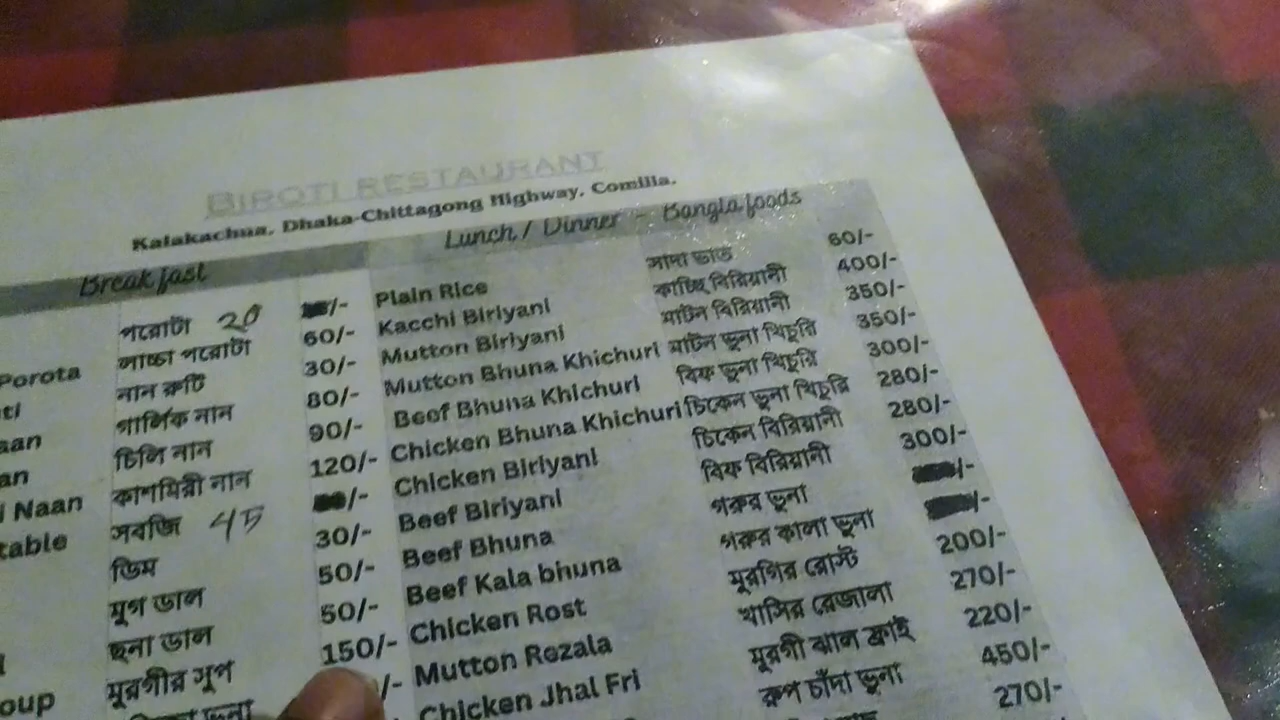 BIROTI RESTAURANT
Kalakachua, Dhaka-Chittagong Highway, Comilla.
Breakfast
Lunch / Dinner - Bangla foods
পরোটা 20 /-
Porota লাচ্ছা পরোটা 60/-
নান রুটি 30/-
গার্লিক নান 80/-
চিলি নান 90/-
Naan কাশমিরী নান 120/-
সবজি 45 /-
ডিম 30/-
মুগ ডাল 50/-
বুনা ডাল 50/-
মুরগীর সুপ 150/-
/-
Plain Rice সাদা ভাত 60/-
Kacchi Biriyani কাচ্ছি বিরিয়ানী 400/-
Mutton Biriyani মাটন বিরিয়ানী 350/-
Mutton Bhuna Khichuri মাটন ভুনা খিচুরি 350/-
Beef Bhuna Khichuri বিফ ভুনা খিচুরি 300/-
Chicken Bhuna Khichuri চিকেন ভুনা খিচুরি 280/-
Chicken Biriyani চিকেন বিরিয়ানী 280/-
Beef Biriyani বিফ বিরিয়ানী 300/-
Beef Bhuna গরুর ভুনা /-
Beef Kala bhuna গরুর কালা ভুনা /-
Chicken Rost মুরগির রোস্ট 200/-
Mutton Rezala খাসির রেজালা 270/-
Chicken Jhal Fri মুরগী ঝাল ফ্রাই 220/-
রুপ চাঁদা ভুনা 450/-
270/-